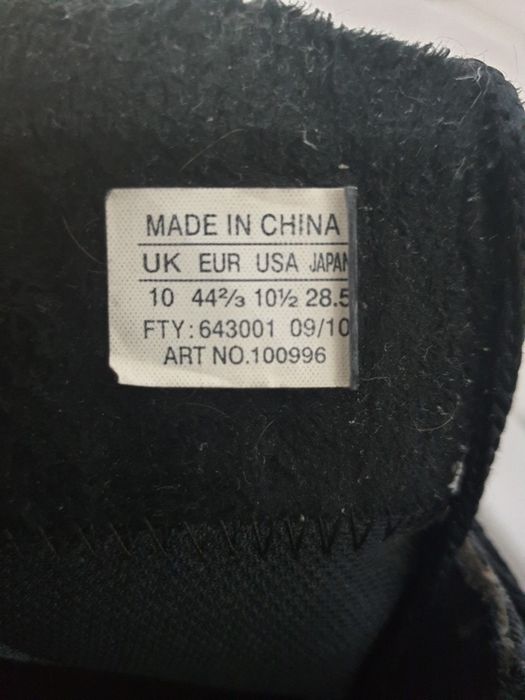 MADE IN CHINA
UK EUR USA JAPAN
10 44²/₃ 10½ 28.5
FTY: 643001 09/10
ART NO.100996